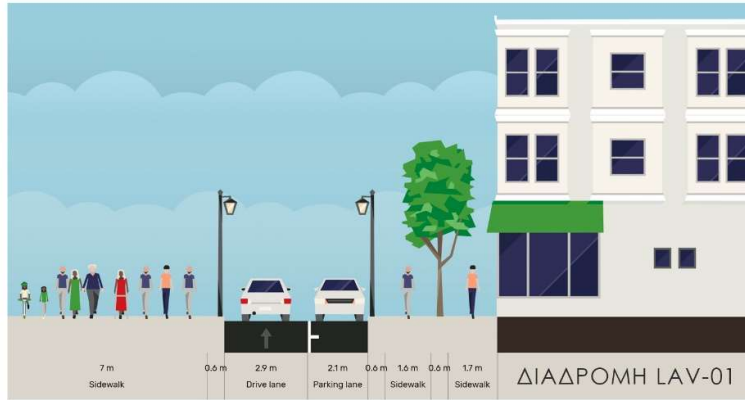 7 m 0.6 m 2.9 m 2.1 m 0.6 m 1.6 m 0.6 m 1.7 m
Sidewalk Drive lane Parking lane Sidewalk Sidewalk
ΔΙΑΔΡΟΜΗ LAV-01